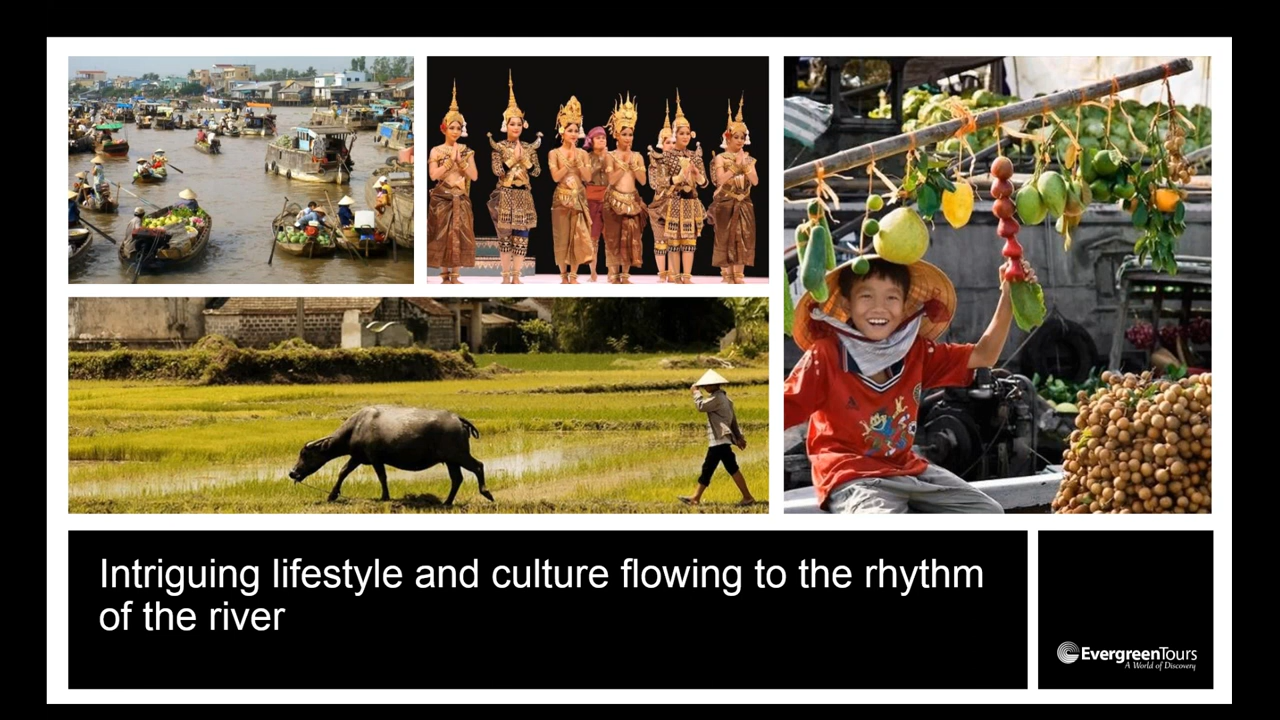 Intriguing lifestyle and culture flowing to the rhythm
of the river
EvergreenTours
A World of Discovery